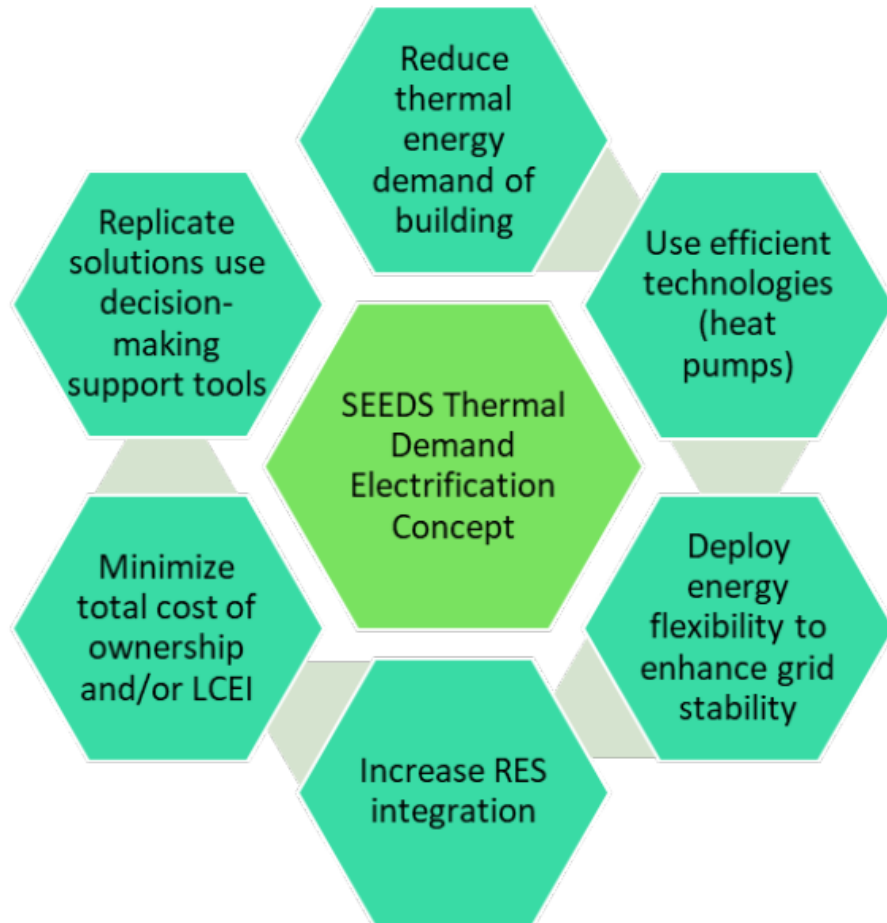 Reduce
thermal
energy
demand of
building
Use efficient
technologies
(heat
pumps)
Deploy
energy
flexibility to
enhance grid
stability
Increase RES
integration
Minimize
total cost of
ownership
and/or LCEI
Replicate
solutions use
decision-
making
support tools
SEEDS Thermal
Demand
Electrification
Concept